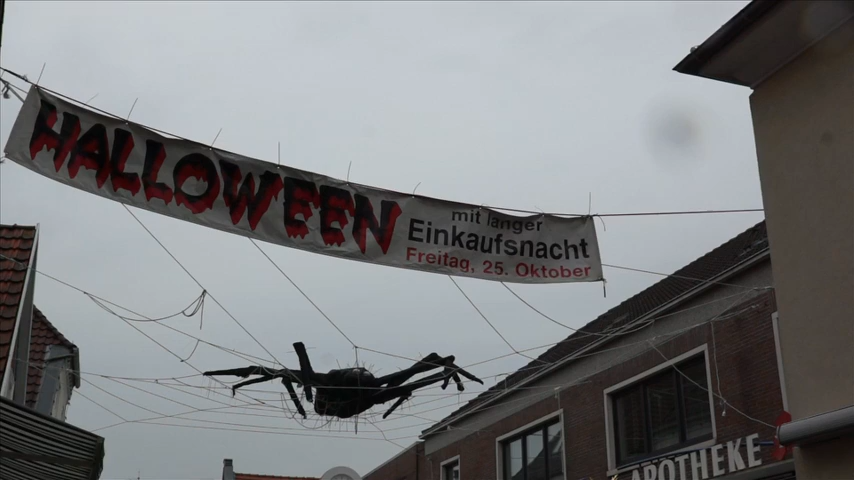 HALLOWEEN
mit langer
Einkaufsnacht
Freitag, 25. Oktober
APOTHEKE